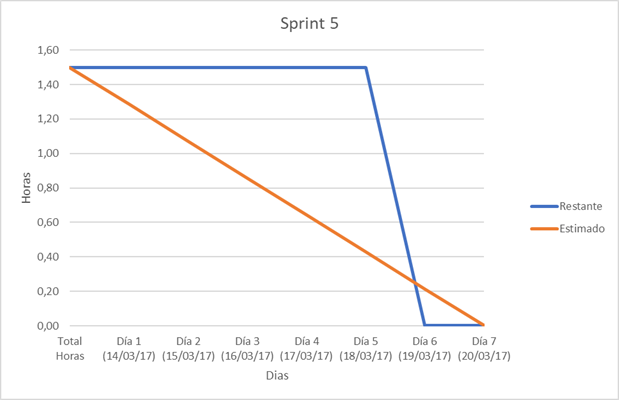 Sprint 5
1,60
1,40
1,20
1,00
0,80
0,60
0,40
0,20
0,00
Horas
Total Horas
Día 1 (14/03/17)
Día 2 (15/03/17)
Día 3 (16/03/17)
Día 4 (17/03/17)
Día 5 (18/03/17)
Día 6 (19/03/17)
Día 7 (20/03/17)
Dias
Restante
Estimado